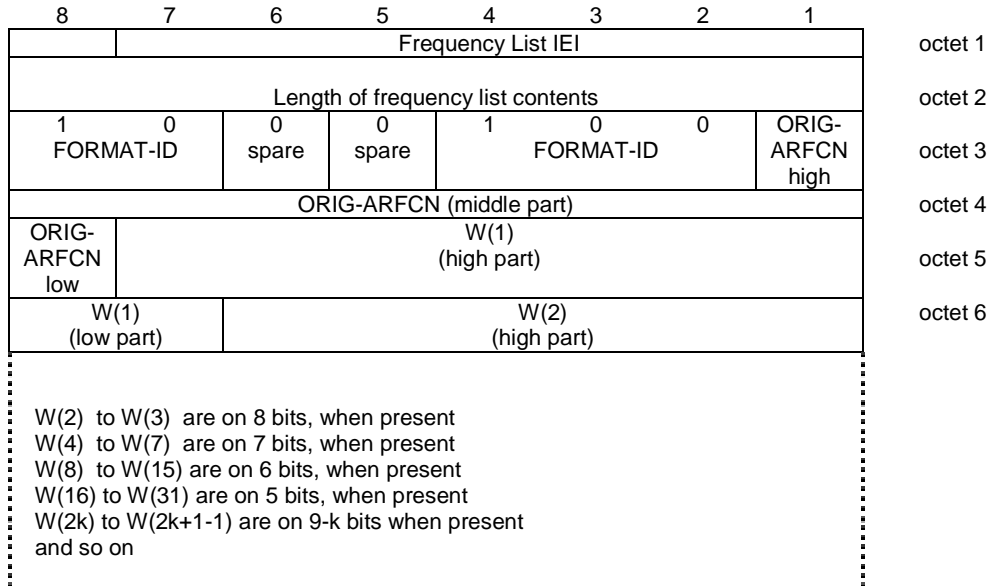 8 7 6 5 4 3 2 1
Frequency List IEI octet 1
Length of frequency list contents octet 2
1 0 0 0 1 0 0 ORIG-
FORMAT-ID spare spare FORMAT-ID ARFCN octet 3
high
ORIG-ARFCN (middle part) octet 4
ORIG- W(1)
ARFCN (high part) octet 5
low
W(1) W(2) octet 6
(low part) (high part)
W(2) to W(3) are on 8 bits, when present
W(4) to W(7) are on 7 bits, when present
W(8) to W(15) are on 6 bits, when present
W(16) to W(31) are on 5 bits, when present
W(2k) to W(2k+1-1) are on 9-k bits when present
and so on